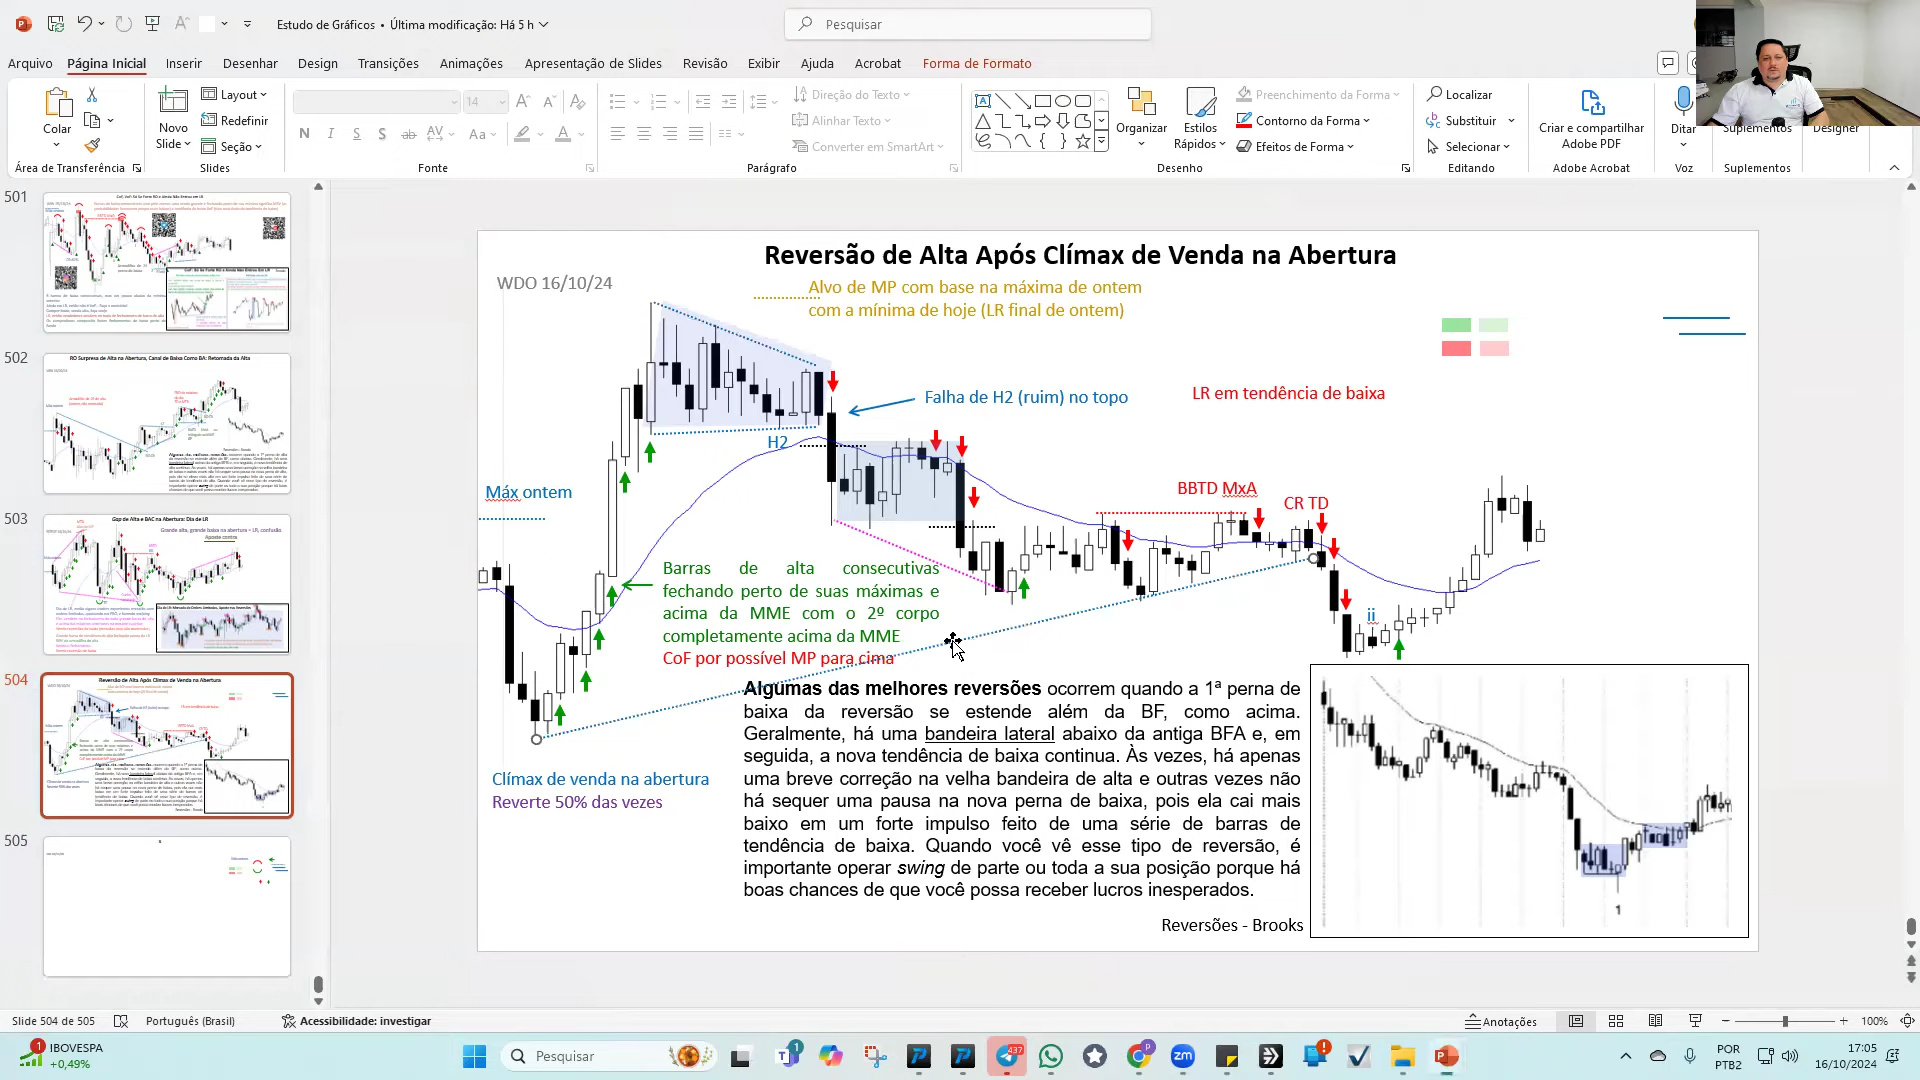 Estudo de Gráficos • Última modificação: Há 5 h
Pesquisar
Arquivo
Página Inicial
Inserir
Desenhar
Design
Transições
Animações
Apresentação de Slides
Revisão
Exibir
Ajuda
Acrobat
Forma de Formato
Colar
Novo
Slide
Layout
Redefinir
Seção
14
Direção do Texto
Alinhar Texto
Converter em SmartArt
Organizar
Estilos
Rápidos
Preenchimento da Forma
Contorno da Forma
Efeitos de Forma
Localizar
Substituir
Selecionar
Criar e compartilhar
Adobe PDF
Ditar
Suplementos
Designer
Área de Transferência
Slides
Fonte
Parágrafo
Desenho
Editando
Adobe Acrobat
Voz
Suplementos
501
502
503
504
505
Reversão de Alta Após Clímax de Venda na Abertura
WDO 16/10/24
Alvo de MP com base na máxima de ontem
com a mínima de hoje (LR final de ontem)
Falha de H2 (ruim) no topo
LR em tendência de baixa
H2
Máx ontem
BBTD MxA
CR TD
ii
Barras de alta consecutivas
fechando perto de suas máximas e
acima da MME com o 2º corpo
completamente acima da MME
CoF por possível MP para cima
Clímax de venda na abertura
Reverte 50% das vezes
Algumas das melhores reversões ocorrem quando a 1ª perna de
baixa da reversão se estende além da BF, como acima.
Geralmente, há uma bandeira lateral abaixo da antiga BFA e, em
seguida, a nova tendência de baixa continua. Às vezes, há apenas
uma breve correção na velha bandeira de alta e outras vezes não
há sequer uma pausa na nova perna de baixa, pois ela cai mais
baixo em um forte impulso feito de uma série de barras de
tendência de baixa. Quando você vê esse tipo de reversão, é
importante operar swing de parte ou toda a sua posição porque há
boas chances de que você possa receber lucros inesperados.
Reversões - Brooks
1
Slide 504 de 505
Português (Brasil)
Acessibilidade: investigar
Anotações
100%
IBOVESPA
+0,49%
Pesquisar
437
POR
PTB2
17:05
16/10/2024